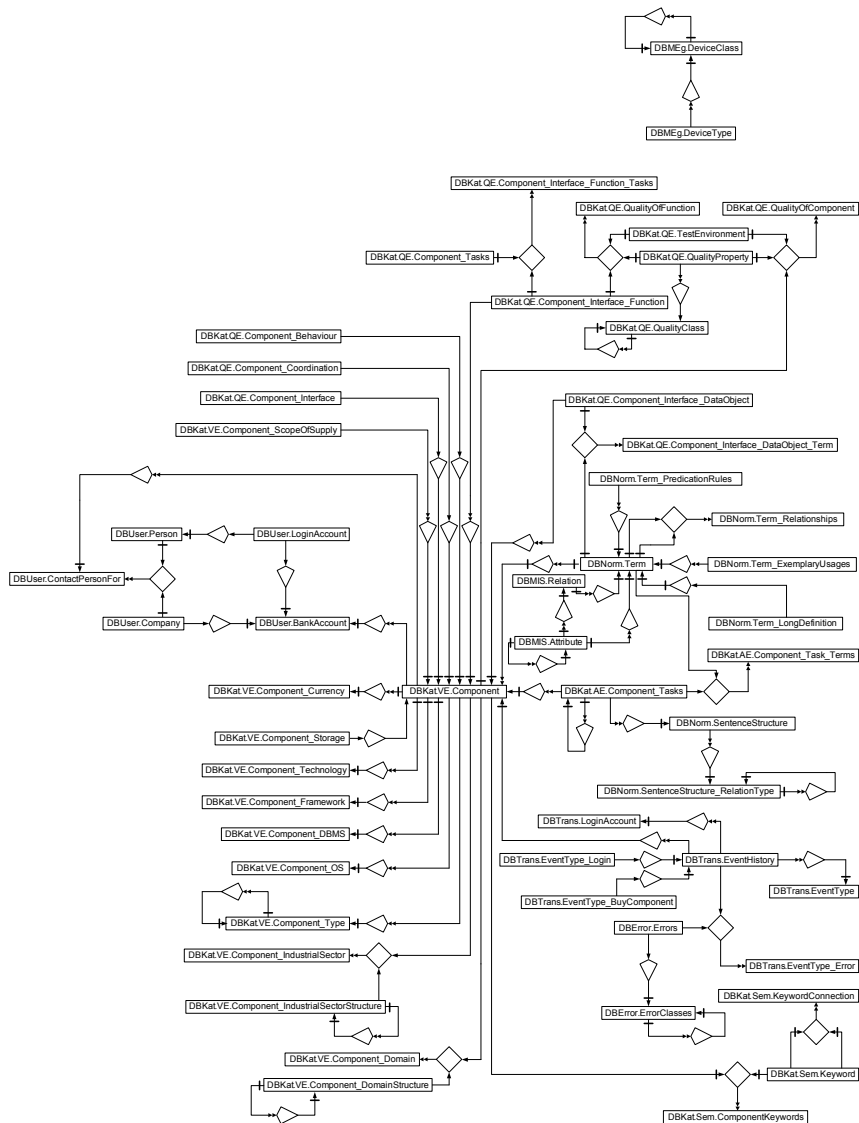 DBMEg.DeviceClass
DBMEg.DeviceType
DBKat.QE.Component_Interface_Function_Tasks
DBKat.QE.QualityOfFunction
DBKat.QE.QualityOfComponent
DBKat.QE.TestEnvironment
DBKat.QE.Component_Tasks
DBKat.QE.QualityProperty
DBKat.QE.Component_Interface_Function
DBKat.QE.QualityClass
DBKat.QE.Component_Behaviour
DBKat.QE.Component_Coordination
DBKat.QE.Component_Interface
DBKat.QE.Component_Interface_DataObject
DBKat.VE.Component_ScopeOfSupply
DBKat.QE.Component_Interface_DataObject_Term
DBNorm.Term_PredicationRules
DBNorm.Term_Relationships
DBUser.Person
DBUser.LoginAccount
DBNorm.Term
DBNorm.Term_ExemplaryUsages
DBUser.ContactPersonFor
DBMIS.Relation
DBUser.Company
DBUser.BankAccount
DBNorm.Term_LongDefinition
DBMIS.Attribute
DBKat.AE.Component_Task_Terms
DBKat.VE.Component_Currency
DBKat.VE.Component
DBKat.AE.Component_Tasks
DBNorm.SentenceStructure
DBKat.VE.Component_Storage
DBKat.VE.Component_Technology
DBNorm.SentenceStructure_RelationType
DBKat.VE.Component_Framework
DBTrans.LoginAccount
DBKat.VE.Component_DBMS
DBTrans.EventType_Login
DBTrans.EventHistory
DBKat.VE.Component_OS
DBTrans.EventType
DBTrans.EventType_BuyComponent
DBKat.VE.Component_Type
DBError.Errors
DBKat.VE.Component_IndustrialSector
DBTrans.EventType_Error
DBKat.Sem.KeywordConnection
DBKat.VE.Component_IndustrialSectorStructure
DBError.ErrorClasses
DBKat.VE.Component_Domain
DBKat.Sem.Keyword
DBKat.VE.Component_DomainStructure
DBKat.Sem.ComponentKeywords